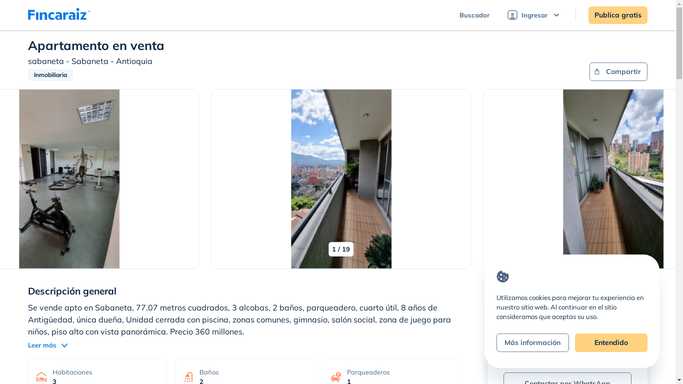 Fincaraiz
Buscador
Ingresar
Publica gratis
Apartamento en venta
sabaneta - Sabaneta - Antioquia
Inmobiliaria
Compartir
1 / 19
Descripción general
Se vende apto en Sabaneta, 77.07 metros cuadrados, 3 alcobas, 2 baños, parqueadero, cuarto útil, 8 años de
Antigüedad, única dueña, Unidad cerrada con piscina, zonas comunes, gimnasio, salón social, zona de juego para
niños, piso alto con vista panorámica. Precio 360 millones.
Leer más
Habitaciones
3
Baños
2
Parqueaderos
1
Utilizamos cookies para mejorar tu experiencia en
nuestro sitio web. Al continuar en el sitio
consideramos que aceptas su uso.
Más información
Entendido
Contactar por WhatsApp